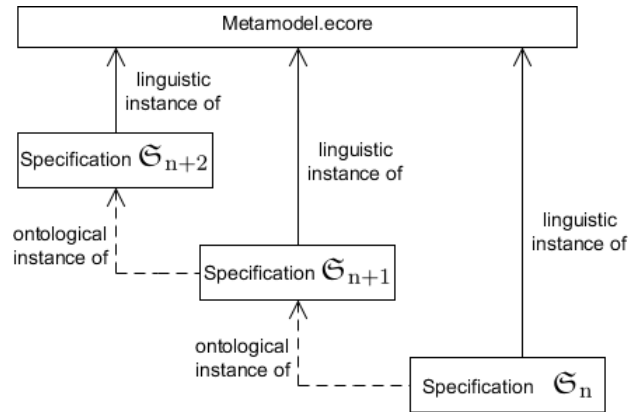 Metamodel.ecore
linguistic
instance of
Specification 𝔖n+2
linguistic
instance of
linguistic
instance of
ontological
instance of
Specification 𝔖n+1
ontological
instance of
Specification 𝔖n